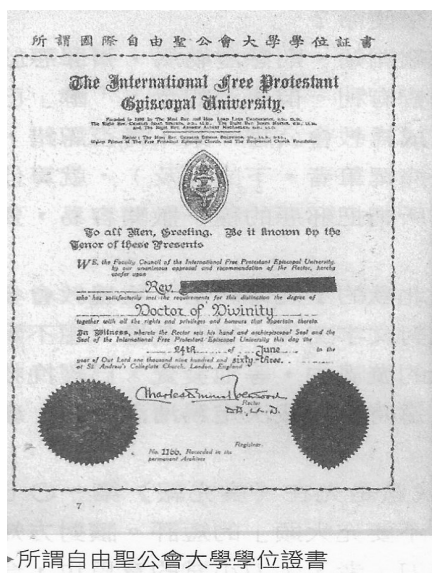 所謂國際自由聖公會大學學位証書
The International Free Protestant
Episcopal University.
To all Men, Greeting. Be it known by the
Tenor of these Presents
WE, the Faculty Council of the International Free Protestant Episcopal University,
by our unanimous approval and recommendation of the Rector, hereby
confer upon
Rev
who has satisfactorily met the requirements for this distinction the degree of
Doctor of Divinity
together with all the rights and privileges and honours that appertain thereto
In Witness, whereto the Rector sets his hand and archiepiscopal Seal and the
Seal of the International Free Protestant Episcopal University this day the
24th of June in the
year of Our Lord one thousand nine hundred and sixty-three.
at St. Andrew's Collegiate Church, London, England
Rector
Registrar.
No. 1166, Recorded in the
permanent Archives
7
所謂自由聖公會大學學位證書